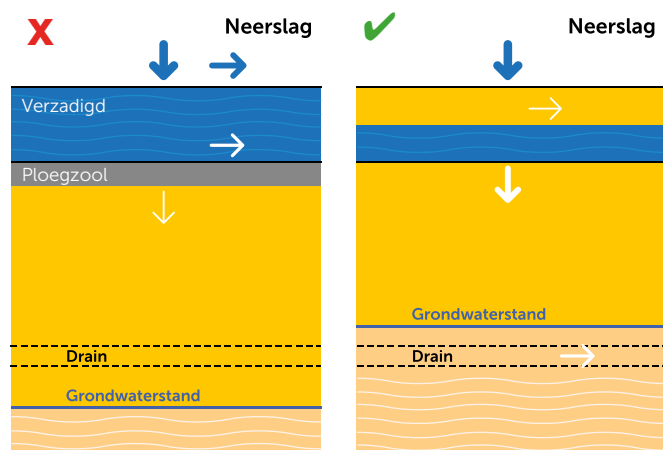 X
Neerslag
Verzadigd
Ploegzool
Drain
Grondwaterstand
Neerslag
Grondwaterstand
Drain